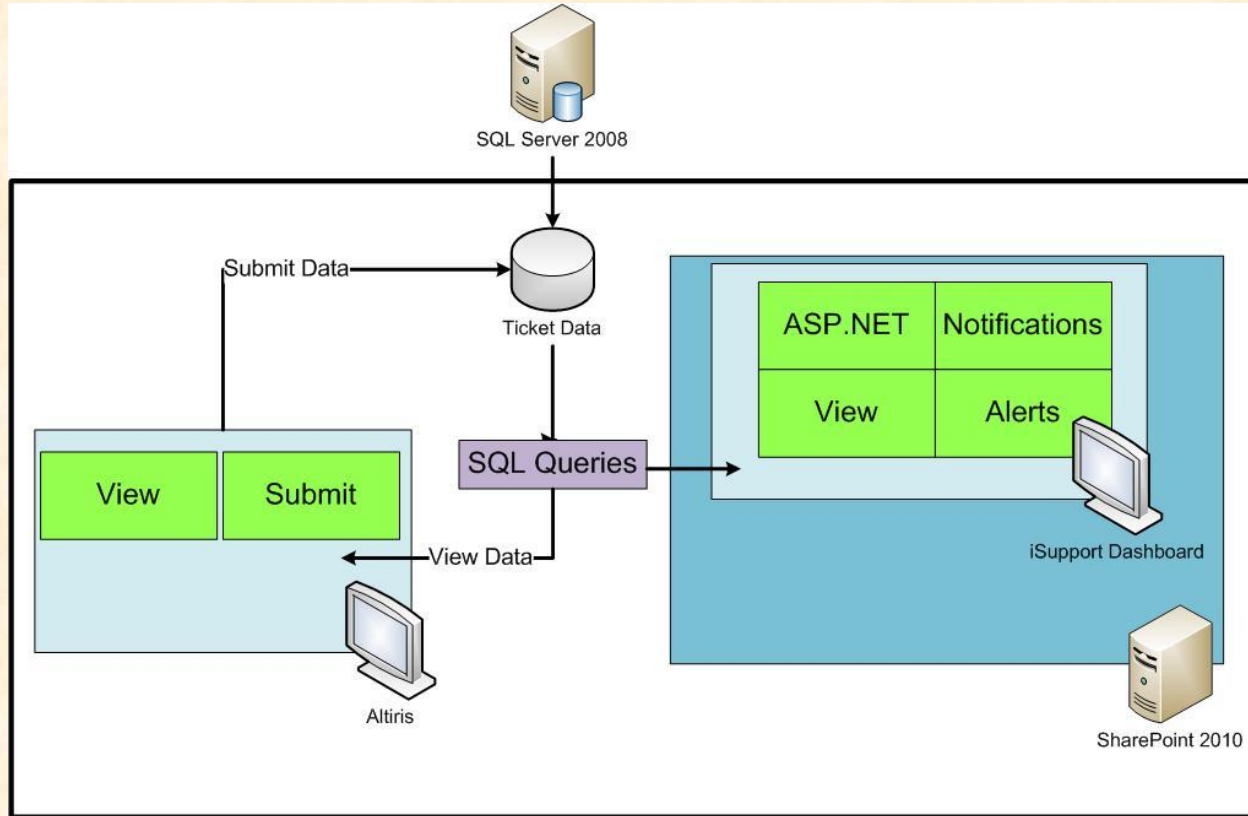 SQL Server 2008
Submit Data
Ticket Data
ASP.NET
Notifications
View
Alerts
SQL Queries
View
Submit
View Data
iSupport Dashboard
Altiris
SharePoint 2010